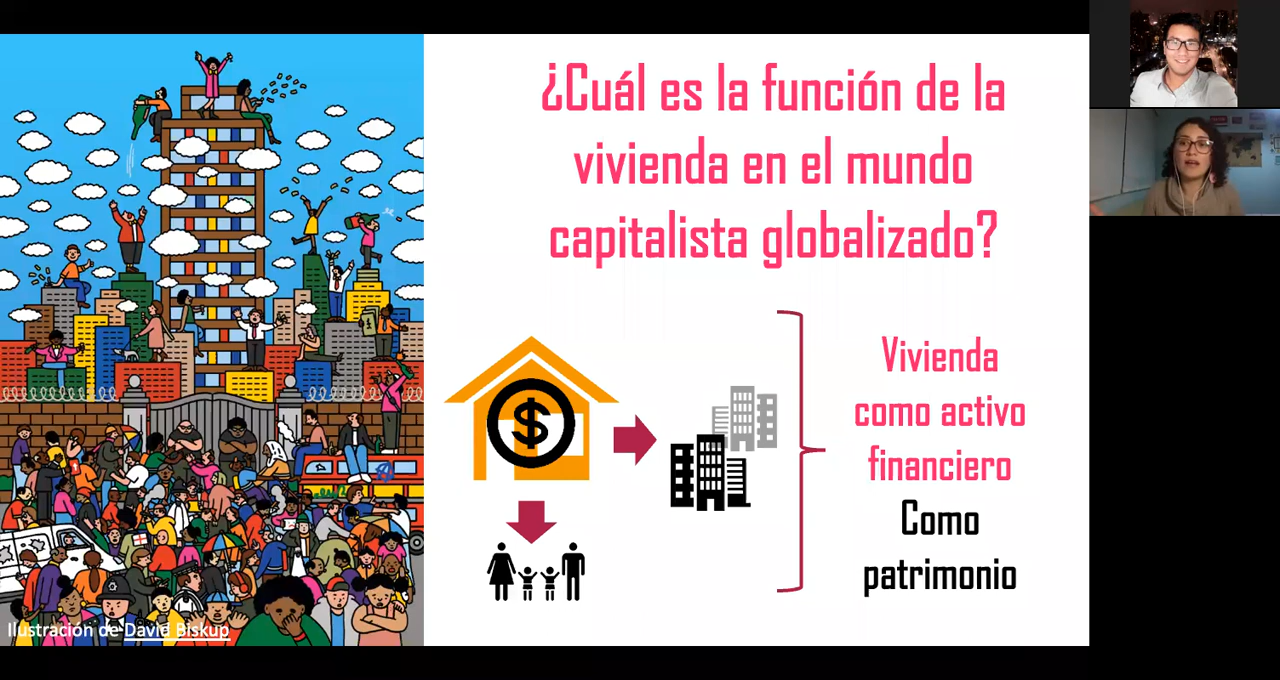 ¿Cuál es la función de la
vivienda en el mundo
capitalista globalizado?
$
Vivienda
como activo
financiero
Como
patrimonio
Ilustración de David Biskup